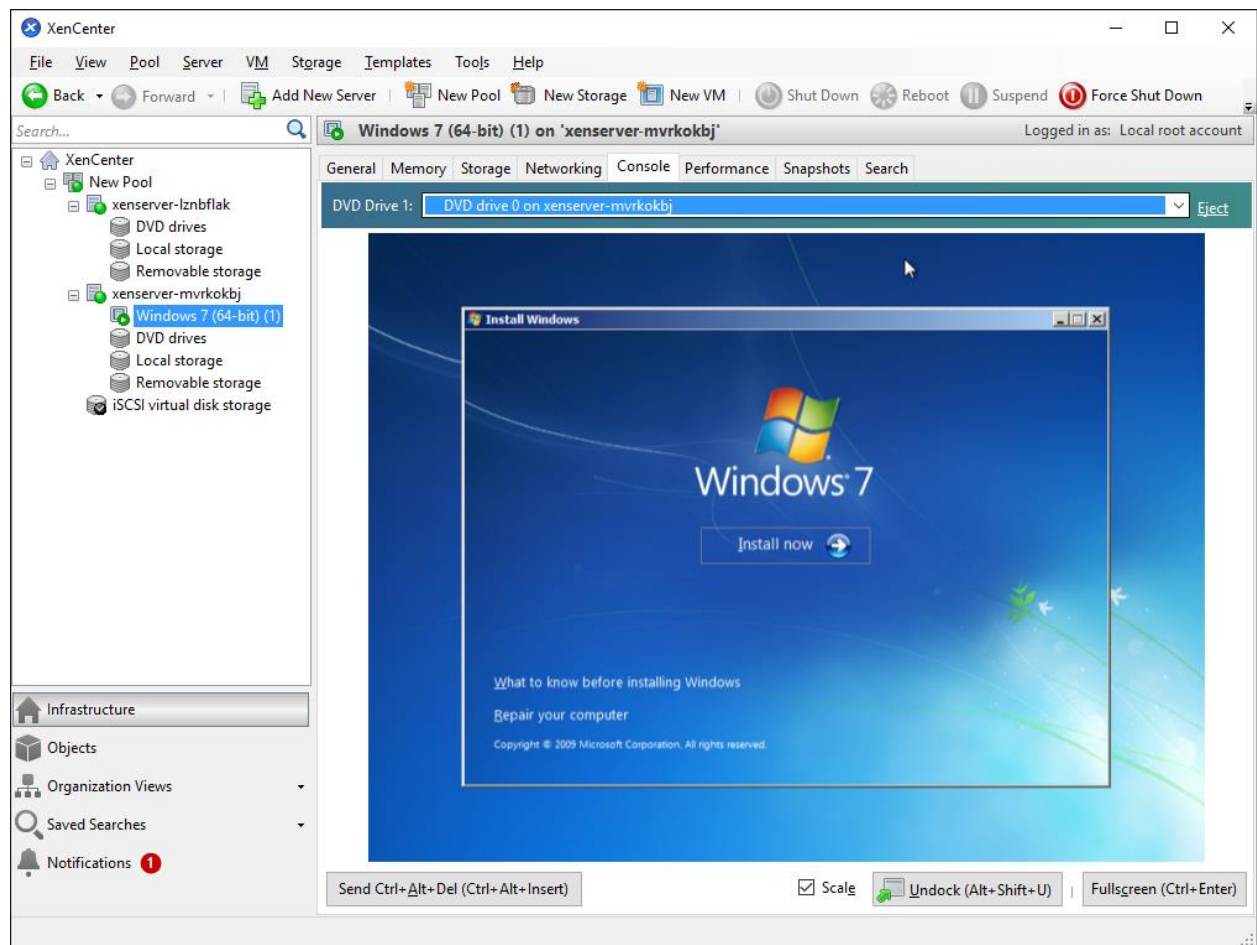 XenCenter
File View Pool Server VM Storage Templates Tools Help
Back Forward Add New Server New Pool New Storage New VM Shut Down Reboot Suspend Force Shut Down
Search...
Windows 7 (64-bit) (1) on 'xenserver-mvrkokbj'
Logged in as: Local root account
XenCenter
New Pool
xenserver-lznbflak
DVD drives
Local storage
Removable storage
xenserver-mvrkokbj
Windows 7 (64-bit) (1)
DVD drives
Local storage
Removable storage
iSCSI virtual disk storage
General Memory Storage Networking Console Performance Snapshots Search
DVD Drive 1: DVD drive 0 on xenserver-mvrkokbj Eject
Install Windows
Windows 7
Install now
What to know before installing Windows
Repair your computer
Copyright © 2009 Microsoft Corporation. All rights reserved.
Infrastructure
Objects
Organization Views
Saved Searches
Notifications 1
Send Ctrl+Alt+Del (Ctrl+Alt+Insert) Scale Undock (Alt+Shift+U) Fullscreen (Ctrl+Enter)